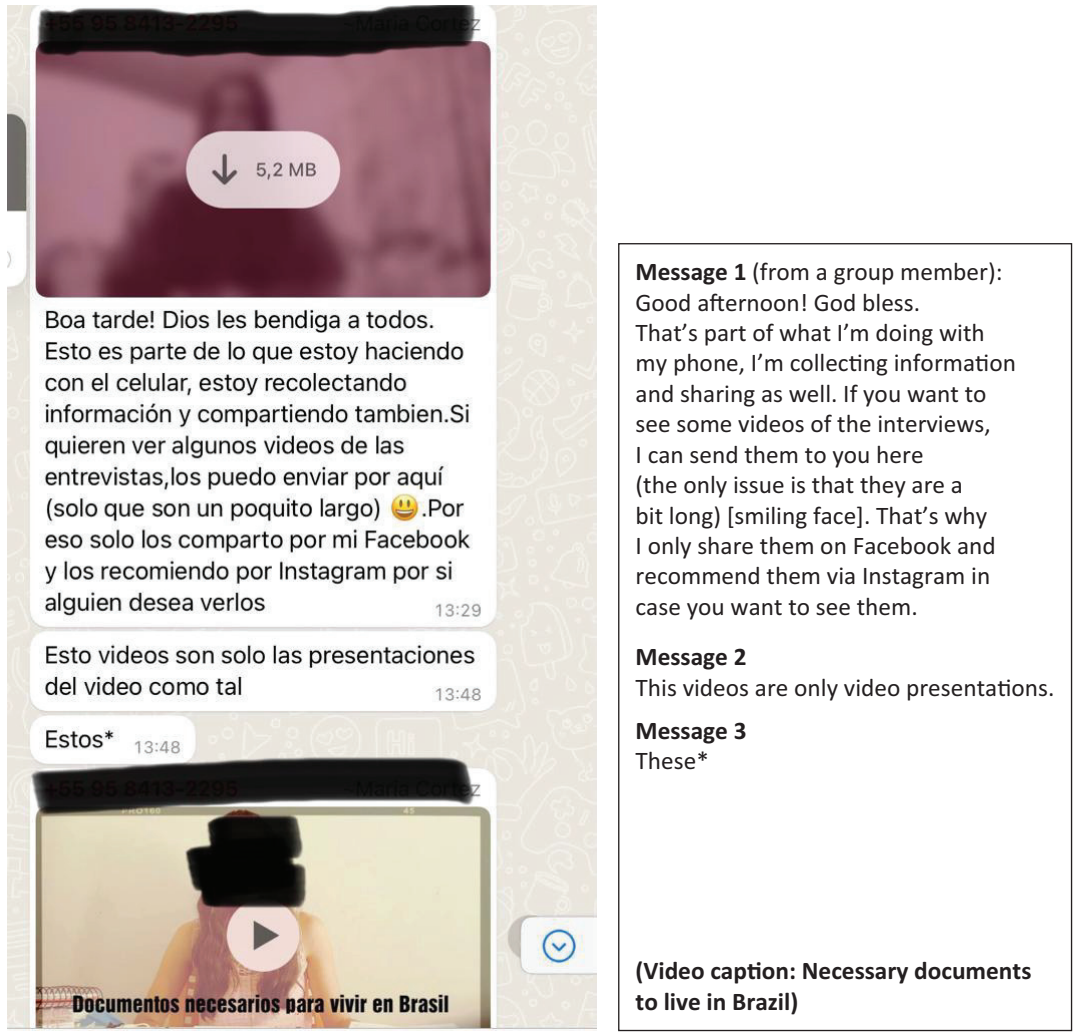 5,2 MB
Boa tarde! Dios les bendiga a todos.
Esto es parte de lo que estoy haciendo
con el celular, estoy recolectando
información y compartiendo tambien.Si
quieren ver algunos videos de las
entrevistas,los puedo enviar por aquí
(solo que son un poquito largo) 😃.Por
eso solo los comparto por mi Facebook
y los recomiendo por Instagram por si
alguien desea verlos
13:29
Esto videos son solo las presentaciones
del video como tal
13:48
Estos* 13:48
Documentos necesarios para vivir en Brasil
Message 1 (from a group member):
Good afternoon! God bless.
That’s part of what I’m doing with
my phone, I’m collecting information
and sharing as well. If you want to
see some videos of the interviews,
I can send them to you here
(the only issue is that they are a
bit long) [smiling face]. That’s why
I only share them on Facebook and
recommend them via Instagram in
case you want to see them.
Message 2
This videos are only video presentations.
Message 3
These*
(Video caption: Necessary documents
to live in Brazil)